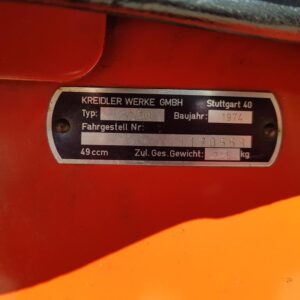 KREIDLER WERKE GMBH Stuttgart 40
Typ: Baujahr: 1974
Fahrgestell Nr:
49 ccm Zul. Ges. Gewicht: kg